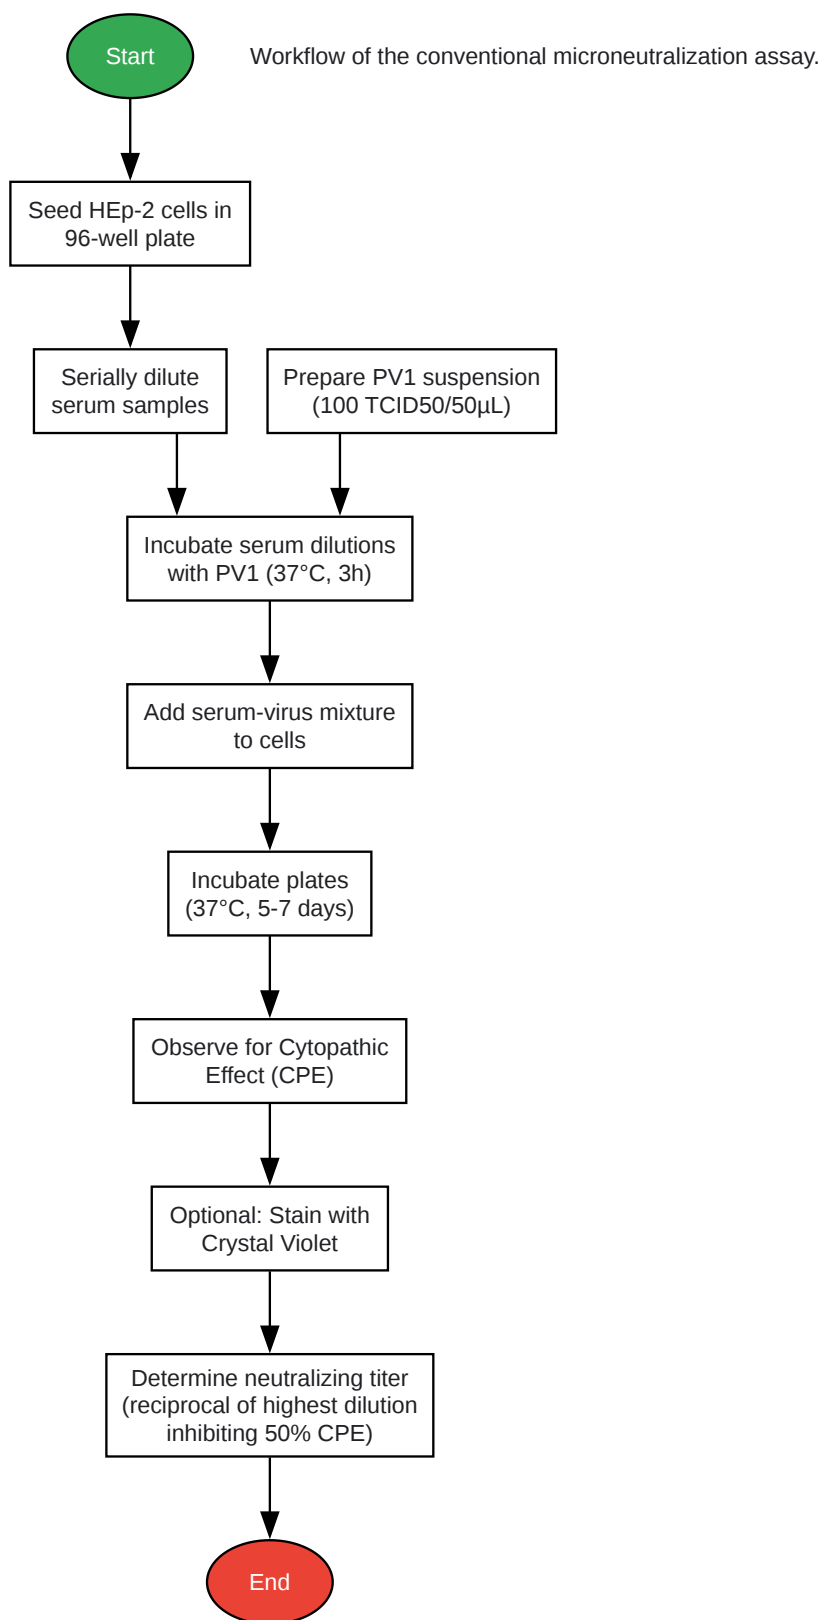 Start
Workflow of the conventional microneutralization assay.
Seed HEp-2 cells in
96-well plate
Serially dilute
serum samples
Prepare PV1 suspension
(100 TCID50/50µL)
Incubate serum dilutions
with PV1 (37°C, 3h)
Add serum-virus mixture
to cells
Incubate plates
(37°C, 5-7 days)
Observe for Cytopathic
Effect (CPE)
Optional: Stain with
Crystal Violet
Determine neutralizing titer
(reciprocal of highest dilution
inhibiting 50% CPE)
End